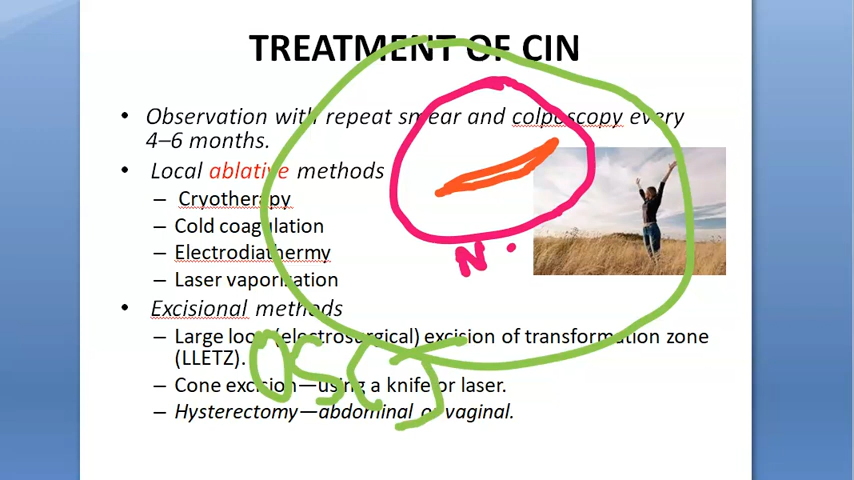 TREATMENT OF CIN
• Observation with repeat smear and colposcopy every
4–6 months.
• Local ablative methods
– Cryotherapy
– Cold coagulation
– Electrodiathermy
– Laser vaporization
• Excisional methods
– Large loop (electrosurgical) excision of transformation zone
(LLETZ).
– Cone excision—using a knife or laser.
– Hysterectomy—abdominal or vaginal.
N.
OSCJ